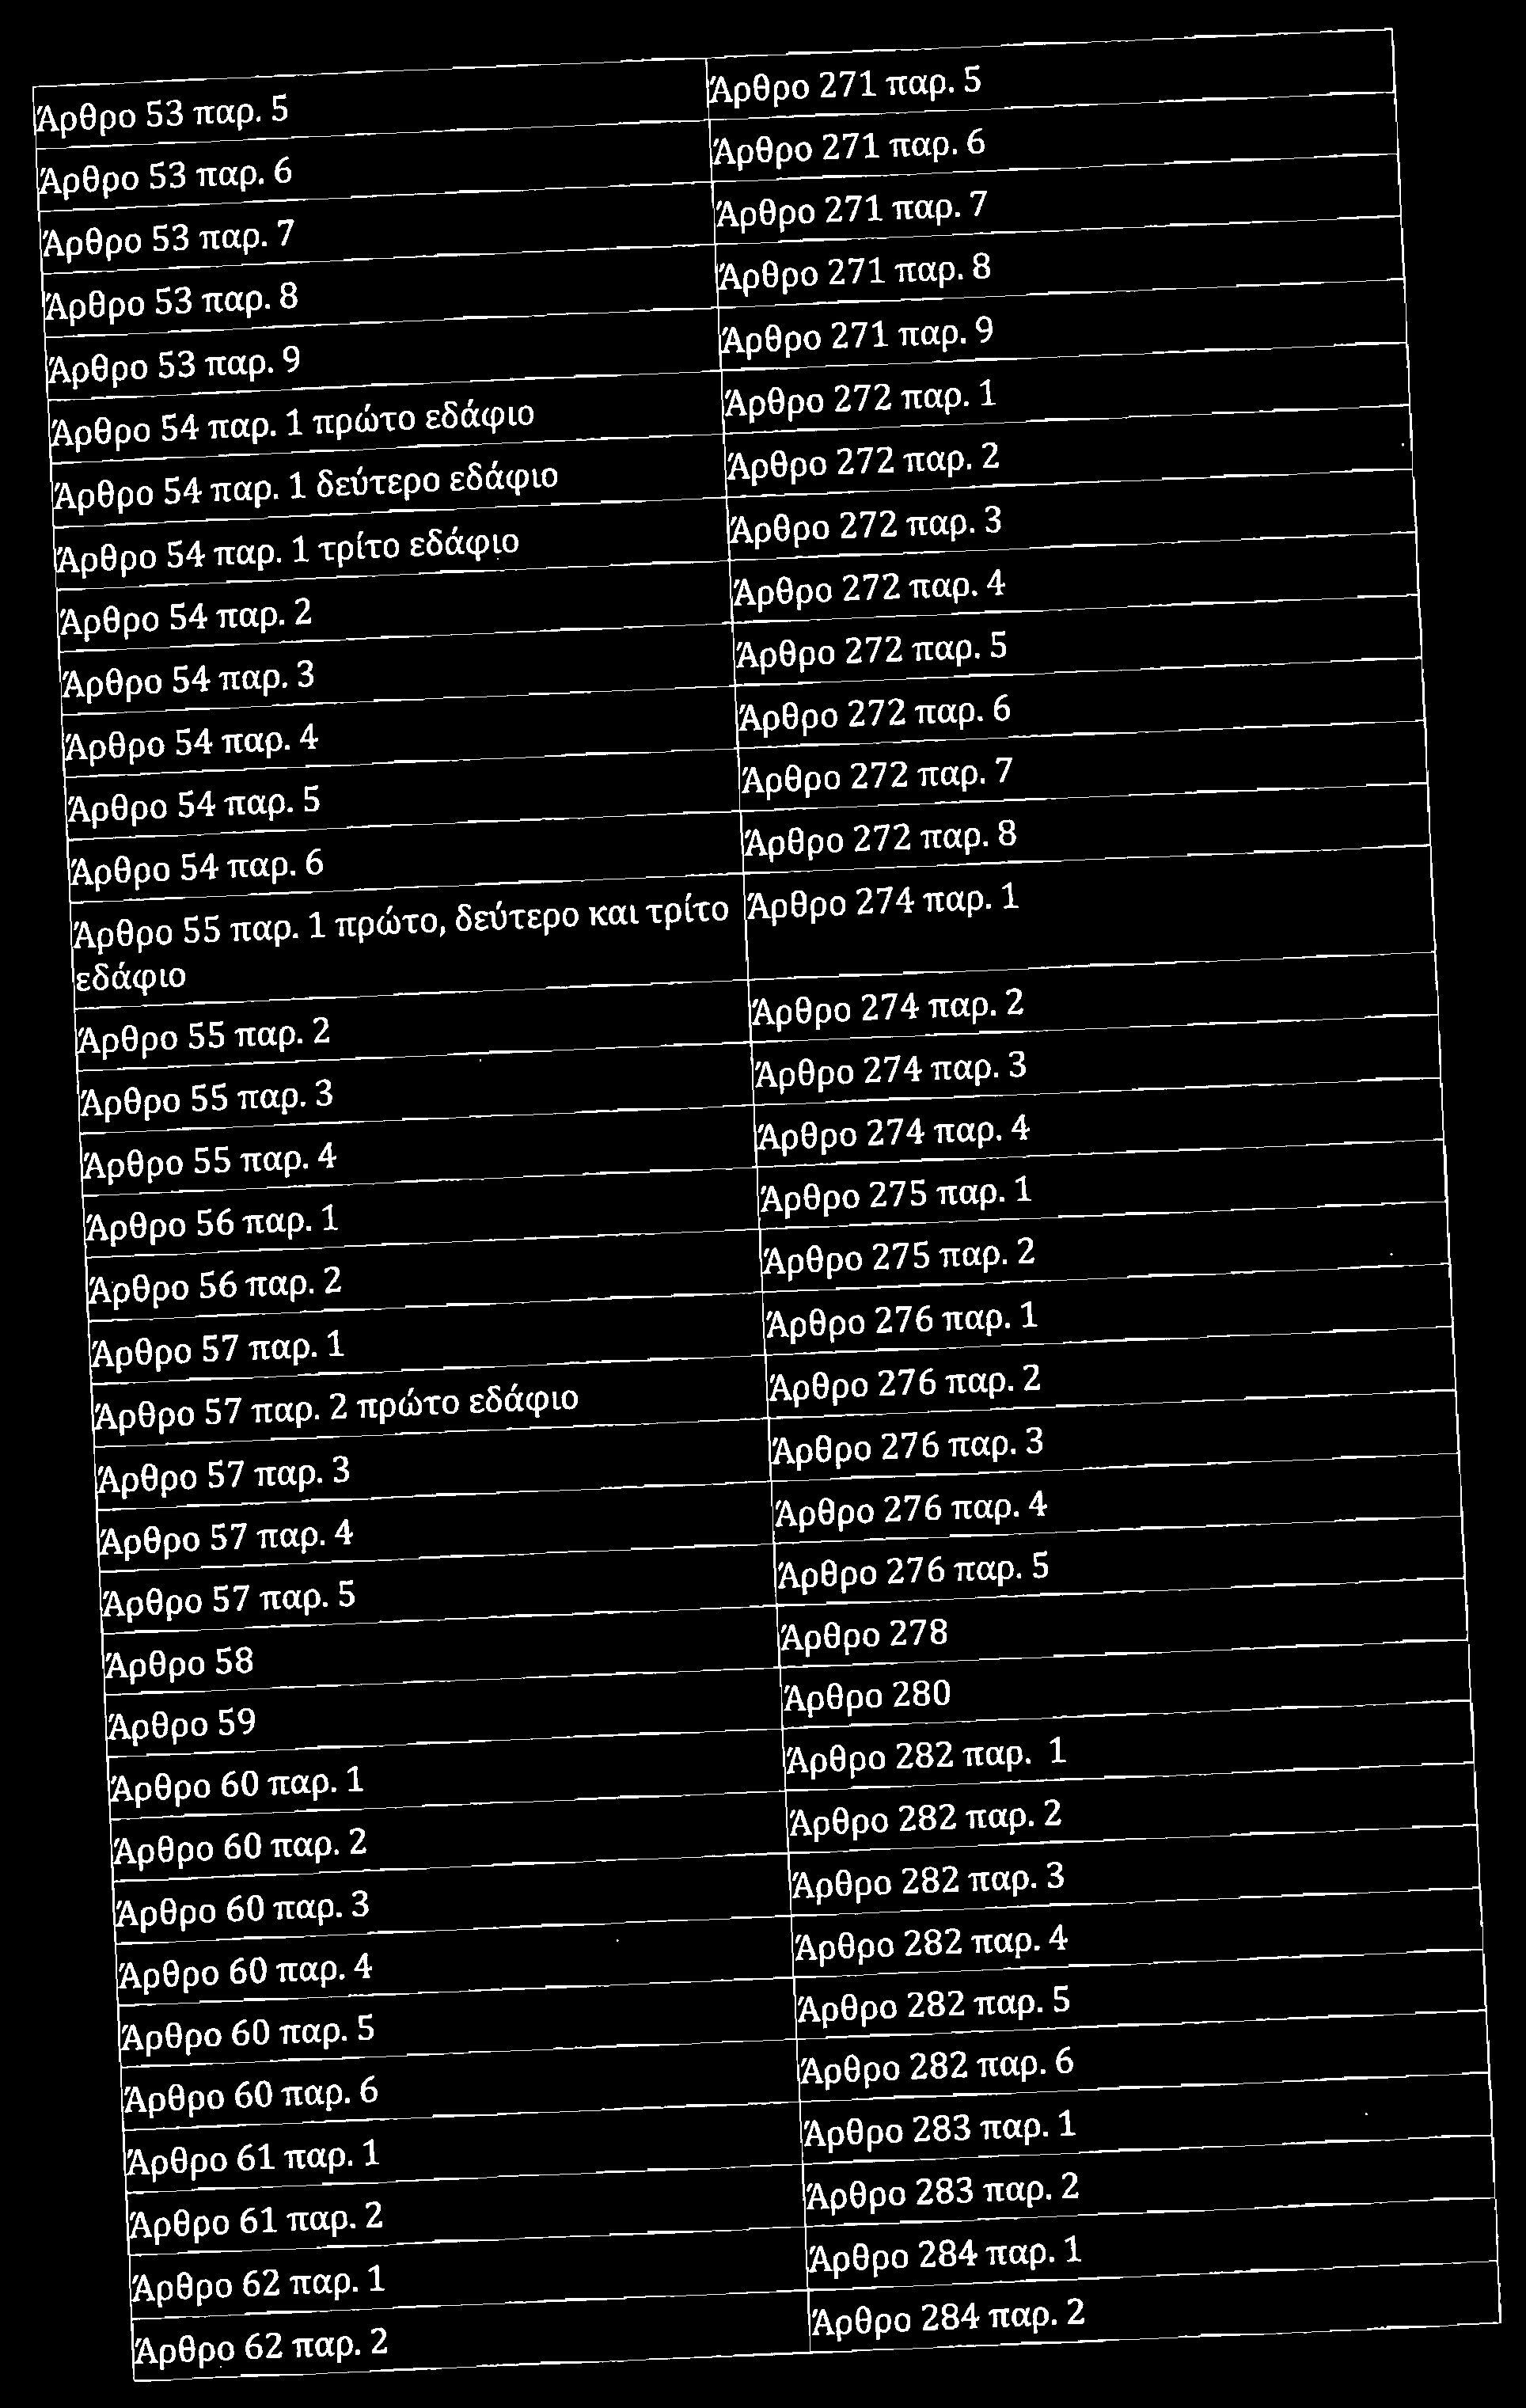 Άρθρο 53 παρ. 5 Άρθρο 271 παρ. 5
Άρθρο 53 παρ. 6 Άρθρο 271 παρ. 6
Άρθρο 53 παρ. 7 Άρθρο 271 παρ. 7
Άρθρο 53 παρ. 8 Άρθρο 271 παρ. 8
Άρθρο 53 παρ. 9 Άρθρο 271 παρ. 9
Άρθρο 54 παρ. 1 πρώτο εδάφιο Άρθρο 272 παρ. 1
Άρθρο 54 παρ. 1 δεύτερο εδάφιο Άρθρο 272 παρ. 2
Άρθρο 54 παρ. 1 τρίτο εδάφιο Άρθρο 272 παρ. 3
Άρθρο 54 παρ. 2 Άρθρο 272 παρ. 4
Άρθρο 54 παρ. 3 Άρθρο 272 παρ. 5
Άρθρο 54 παρ. 4 Άρθρο 272 παρ. 6
Άρθρο 54 παρ. 5 Άρθρο 272 παρ. 7
Άρθρο 54 παρ. 6 Άρθρο 272 παρ. 8
Άρθρο 55 παρ. 1 πρώτο, δεύτερο και τρίτο Άρθρο 274 παρ. 1
εδάφιο
Άρθρο 55 παρ. 2 Άρθρο 274 παρ. 2
Άρθρο 55 παρ. 3 Άρθρο 274 παρ. 3
Άρθρο 55 παρ. 4 Άρθρο 274 παρ. 4
Άρθρο 56 παρ. 1 Άρθρο 275 παρ. 1
Άρθρο 56 παρ. 2 Άρθρο 275 παρ. 2
Άρθρο 57 παρ. 1 Άρθρο 276 παρ. 1
Άρθρο 57 παρ. 2 πρώτο εδάφιο Άρθρο 276 παρ. 2
Άρθρο 57 παρ. 3 Άρθρο 276 παρ. 3
Άρθρο 57 παρ. 4 Άρθρο 276 παρ. 4
Άρθρο 57 παρ. 5 Άρθρο 276 παρ. 5
Άρθρο 58 Άρθρο 278
Άρθρο 59 Άρθρο 280
Άρθρο 60 παρ. 1 Άρθρο 282 παρ. 1
Άρθρο 60 παρ. 2 Άρθρο 282 παρ. 2
Άρθρο 60 παρ. 3 Άρθρο 282 παρ. 3
Άρθρο 60 παρ. 4 Άρθρο 282 παρ. 4
Άρθρο 60 παρ. 5 Άρθρο 282 παρ. 5
Άρθρο 60 παρ. 6 Άρθρο 282 παρ. 6
Άρθρο 61 παρ. 1 Άρθρο 283 παρ. 1
Άρθρο 61 παρ. 2 Άρθρο 283 παρ. 2
Άρθρο 62 παρ. 1 Άρθρο 284 παρ. 1
Άρθρο 62 παρ. 2 Άρθρο 284 παρ. 2